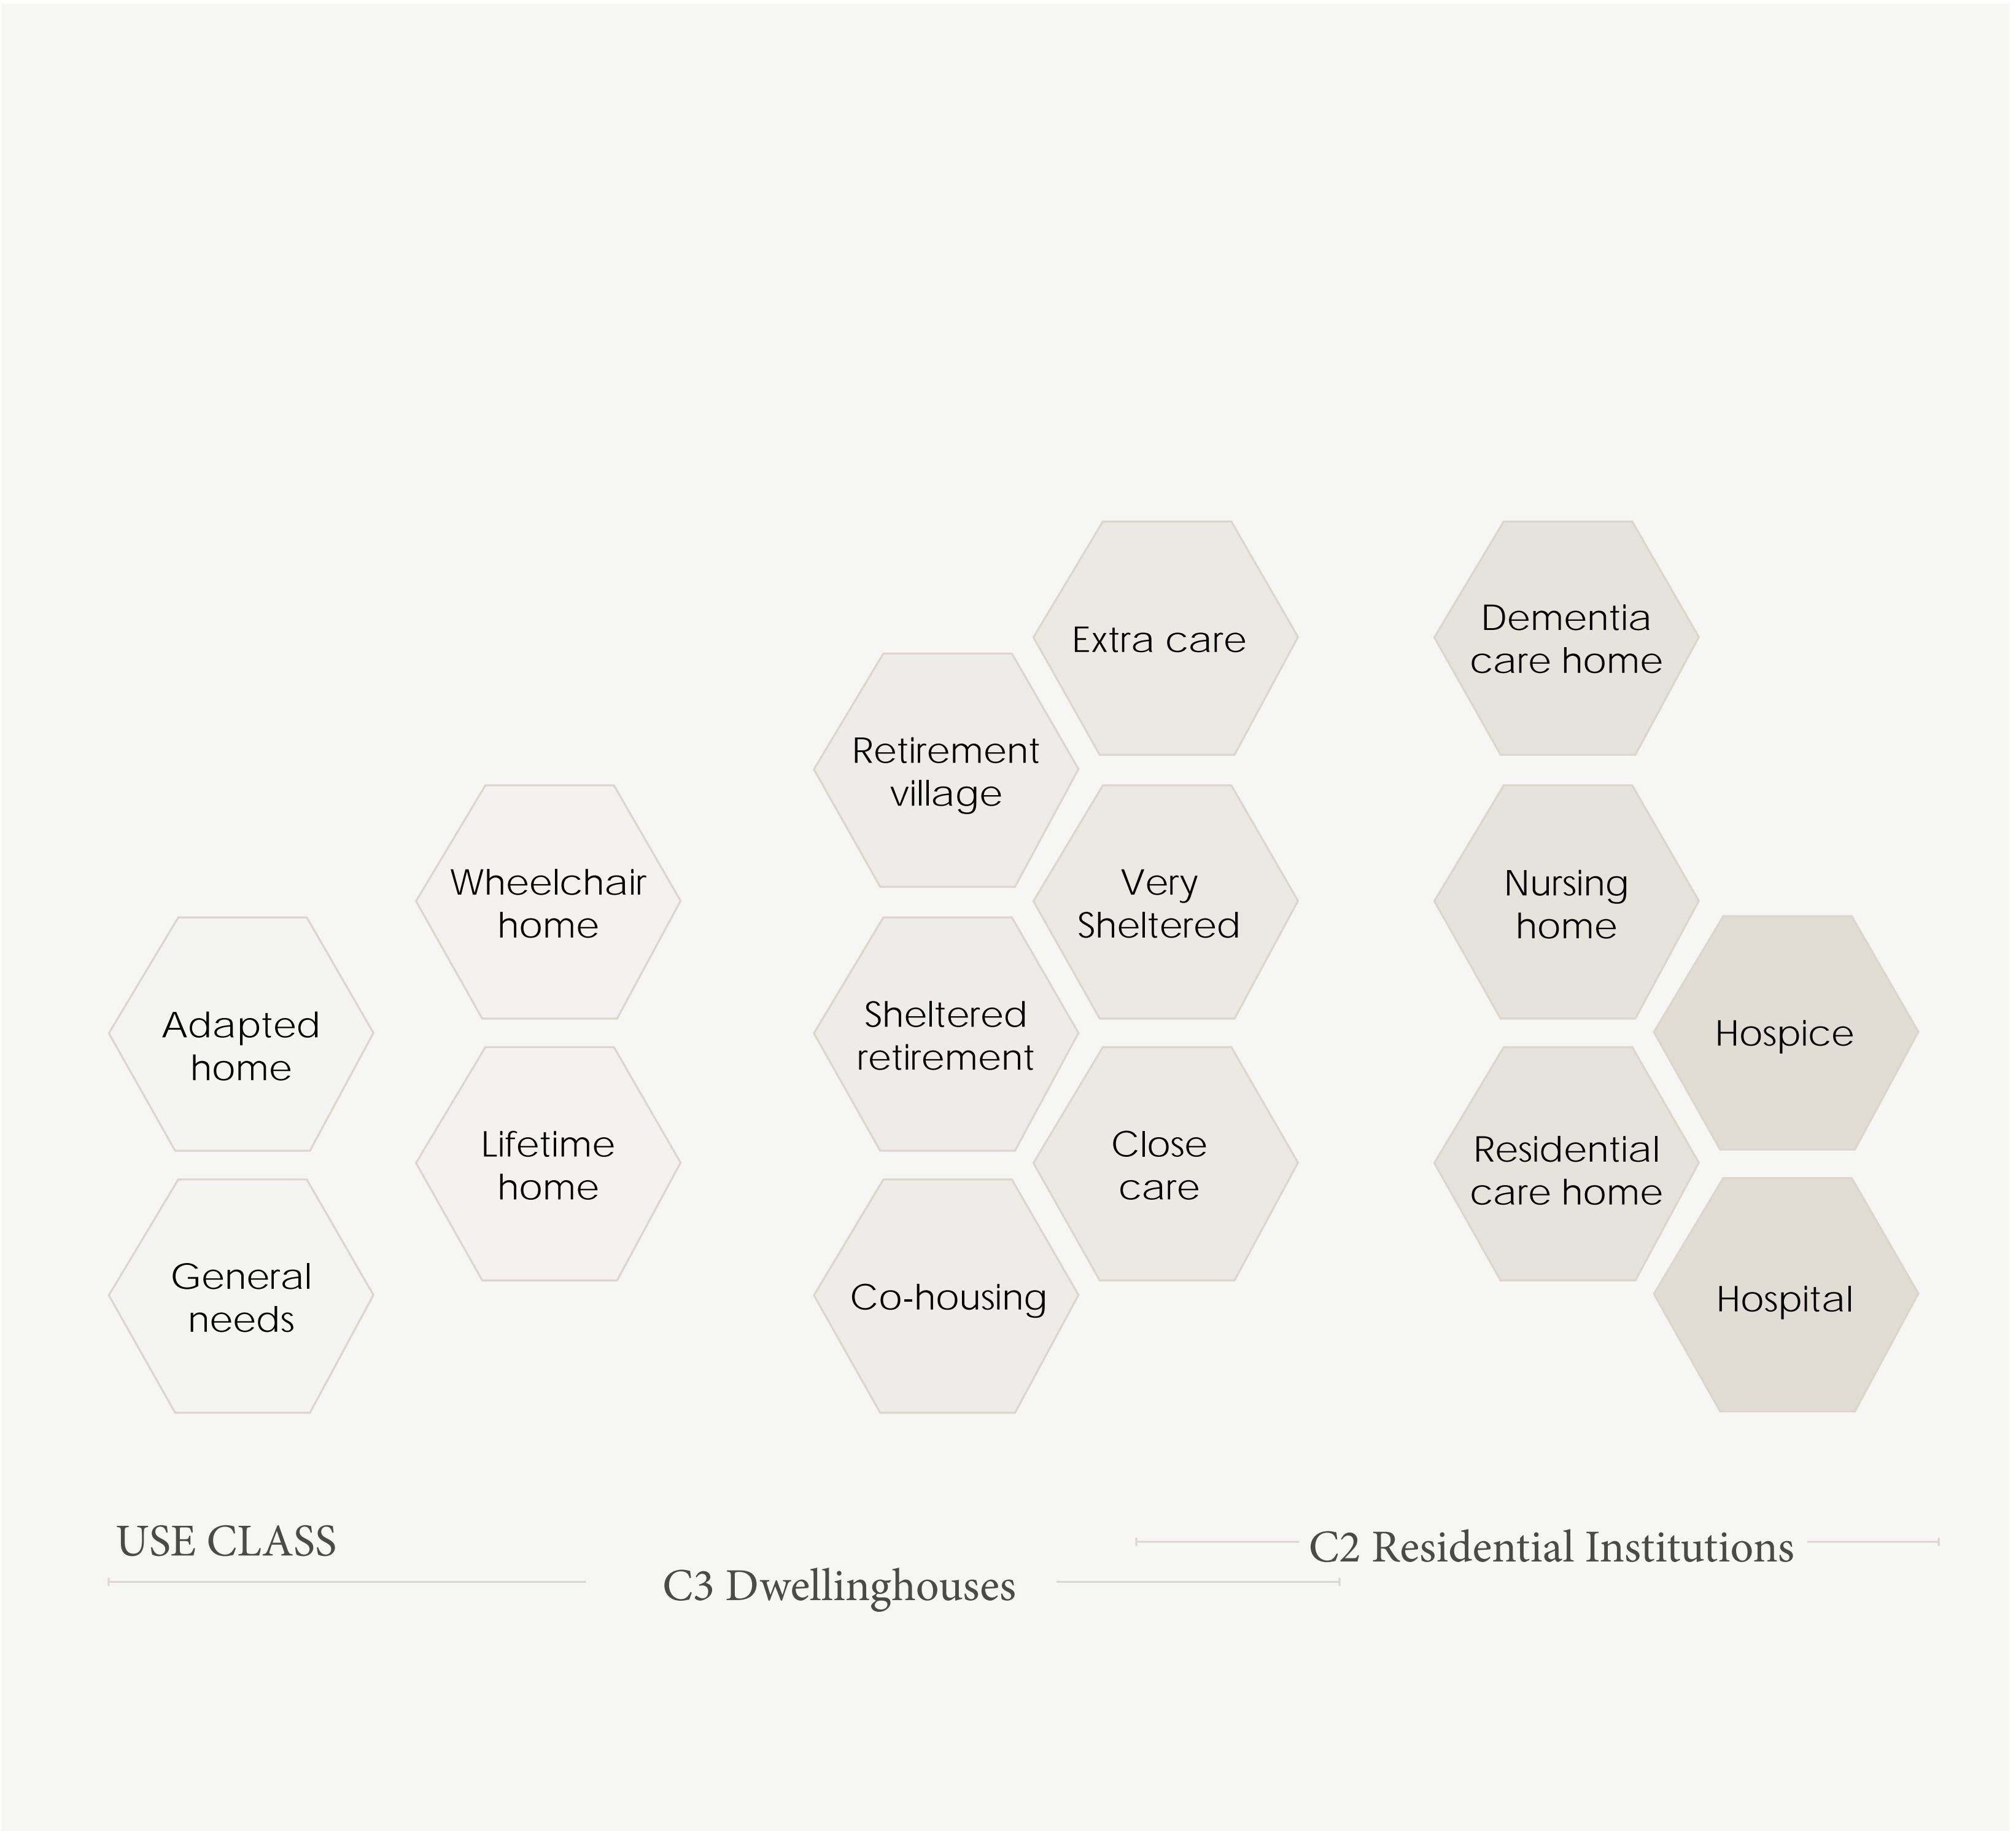 Extra care
Dementia
care home
Retirement
village
Wheelchair
home
Very
Sheltered
Nursing
home
Adapted
home
Sheltered
retirement
Hospice
Lifetime
home
Close
care
Residential
care home
General
needs
Co-housing
Hospital
USE CLASS
C2 Residential Institutions
C3 Dwellinghouses